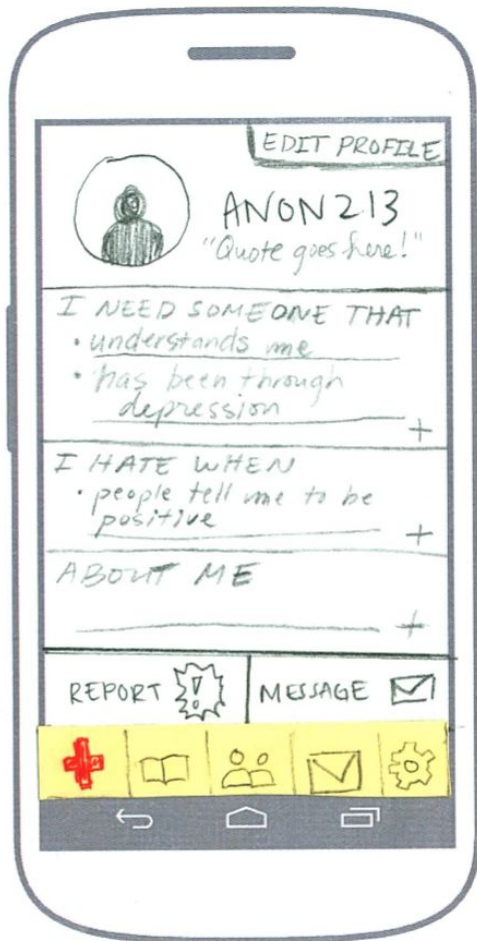 EDIT PROFILE
ANON213
"Quote goes here!"
I NEED SOMEONE THAT
• understands me
• has been through
depression
+
I HATE WHEN
• people tell me to be
positive
+
ABOUT ME
+
REPORT !
MESSAGE